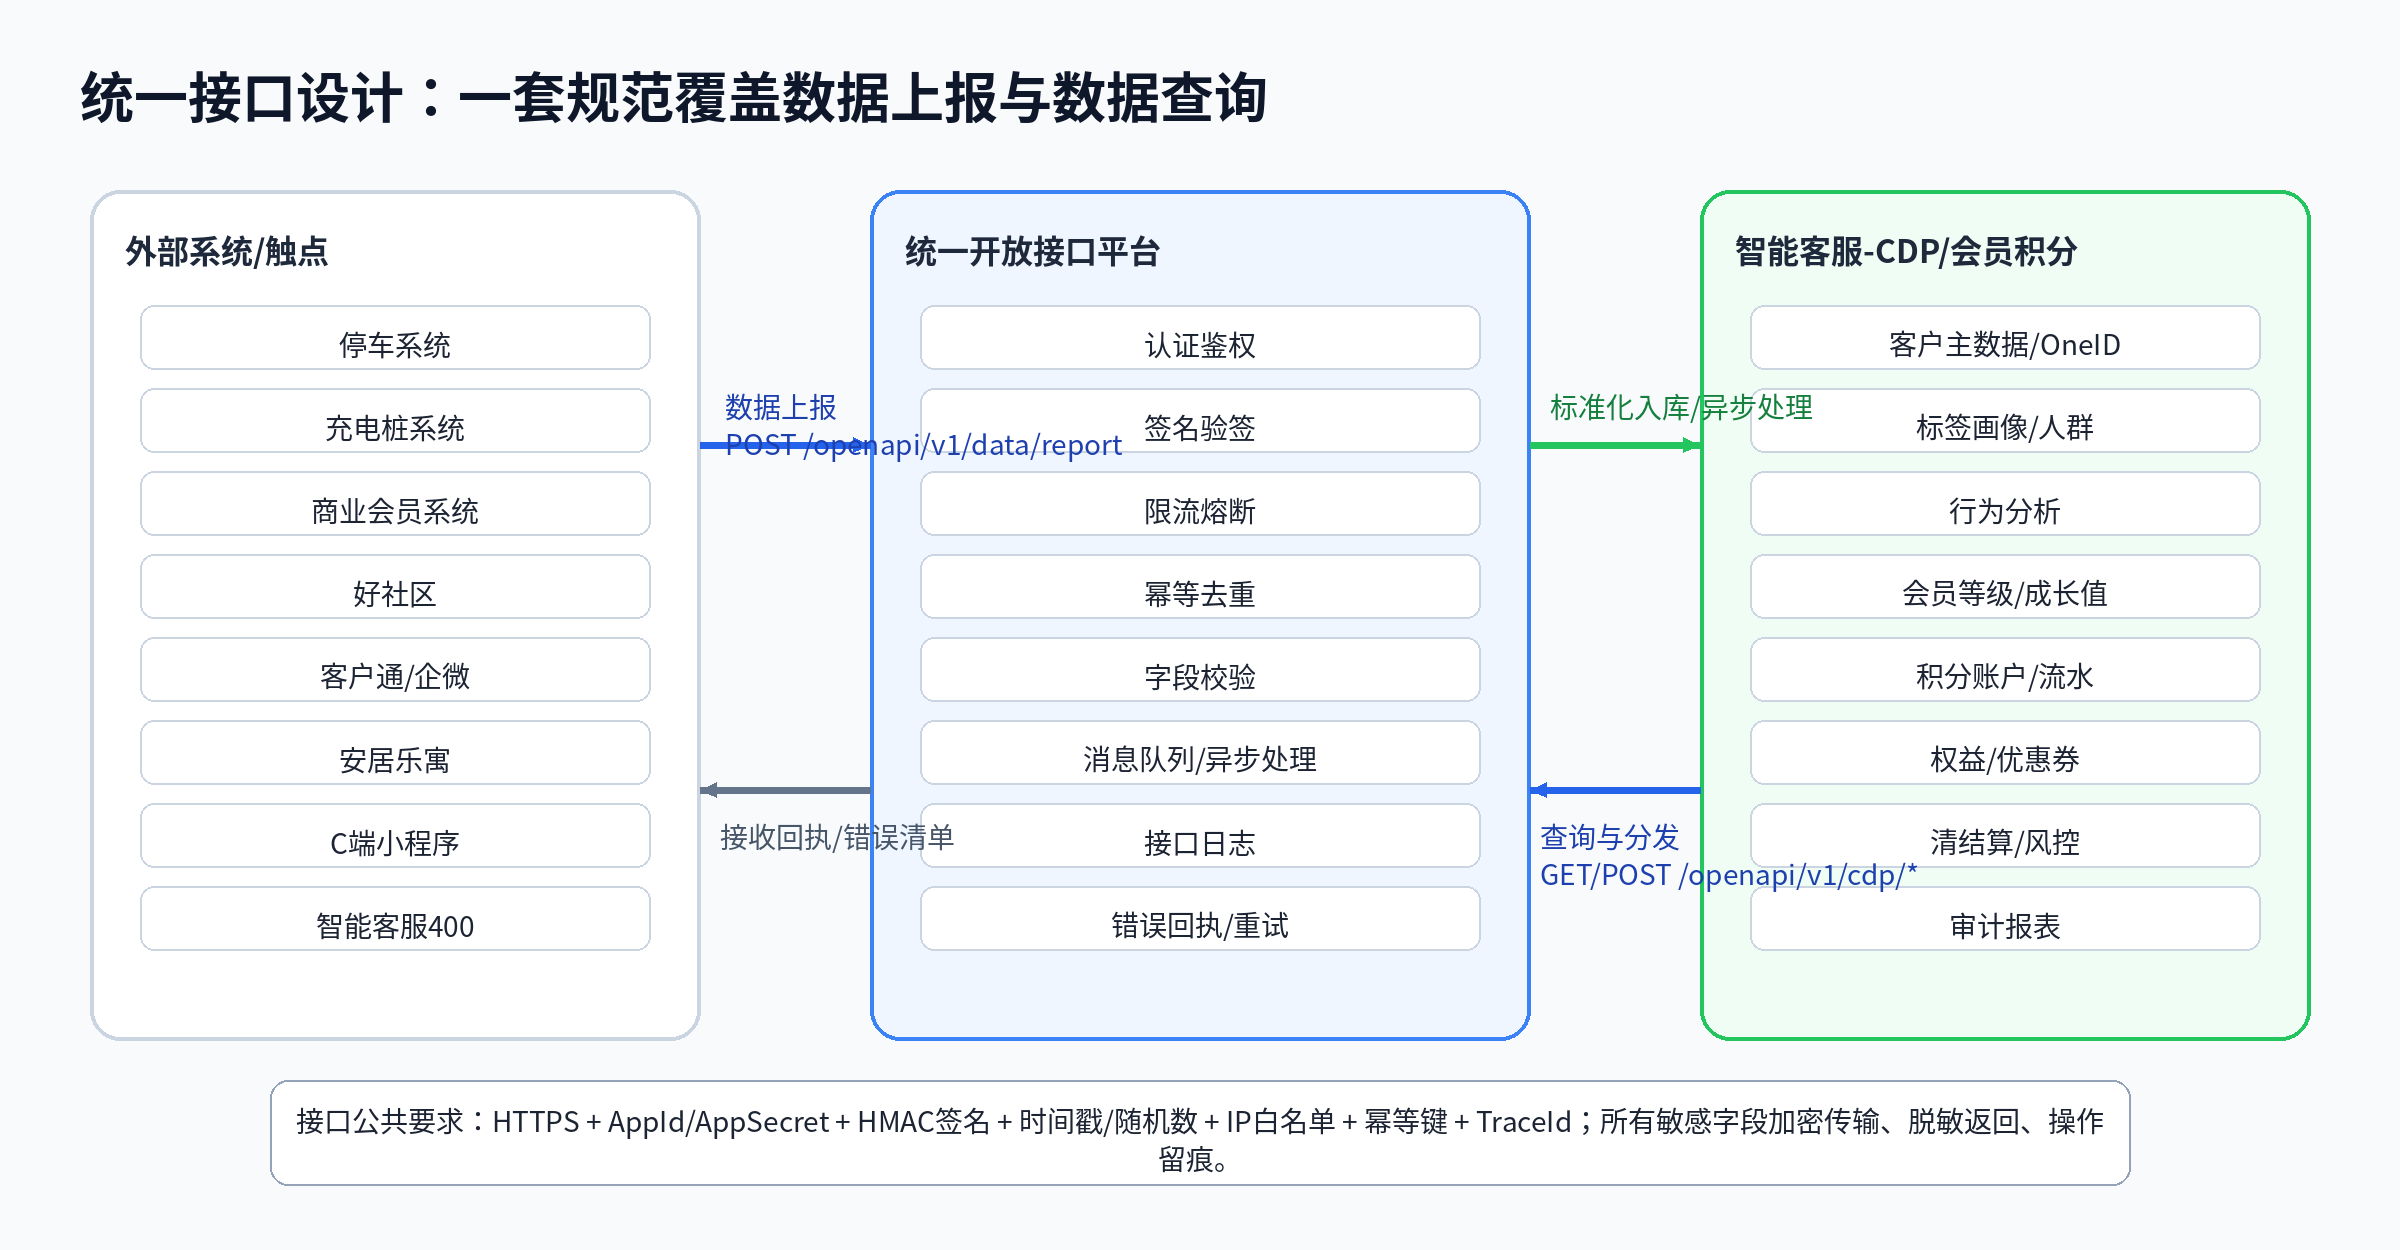 统一接口设计：一套规范覆盖数据上报与数据查询
外部系统/触点
停车系统
充电桩系统
商业会员系统
好社区
客户通/企微
安居乐寓
C端小程序
智能客服400
数据上报
POST /openapi/v1/data/report
接收回执/错误清单
统一开放接口平台
认证鉴权
签名验签
限流熔断
幂等去重
字段校验
消息队列/异步处理
接口日志
错误回执/重试
标准化入库/异步处理
查询与分发
GET/POST /openapi/v1/cdp/*
智能客服-CDP/会员积分
客户主数据/OneID
标签画像/人群
行为分析
会员等级/成长值
积分账户/流水
权益/优惠券
清结算/风控
审计报表
接口公共要求：HTTPS + AppId/AppSecret + HMAC签名 + 时间戳/随机数 + IP白名单 + 幂等键 + TraceId；所有敏感字段加密传输、脱敏返回、操作
留痕。